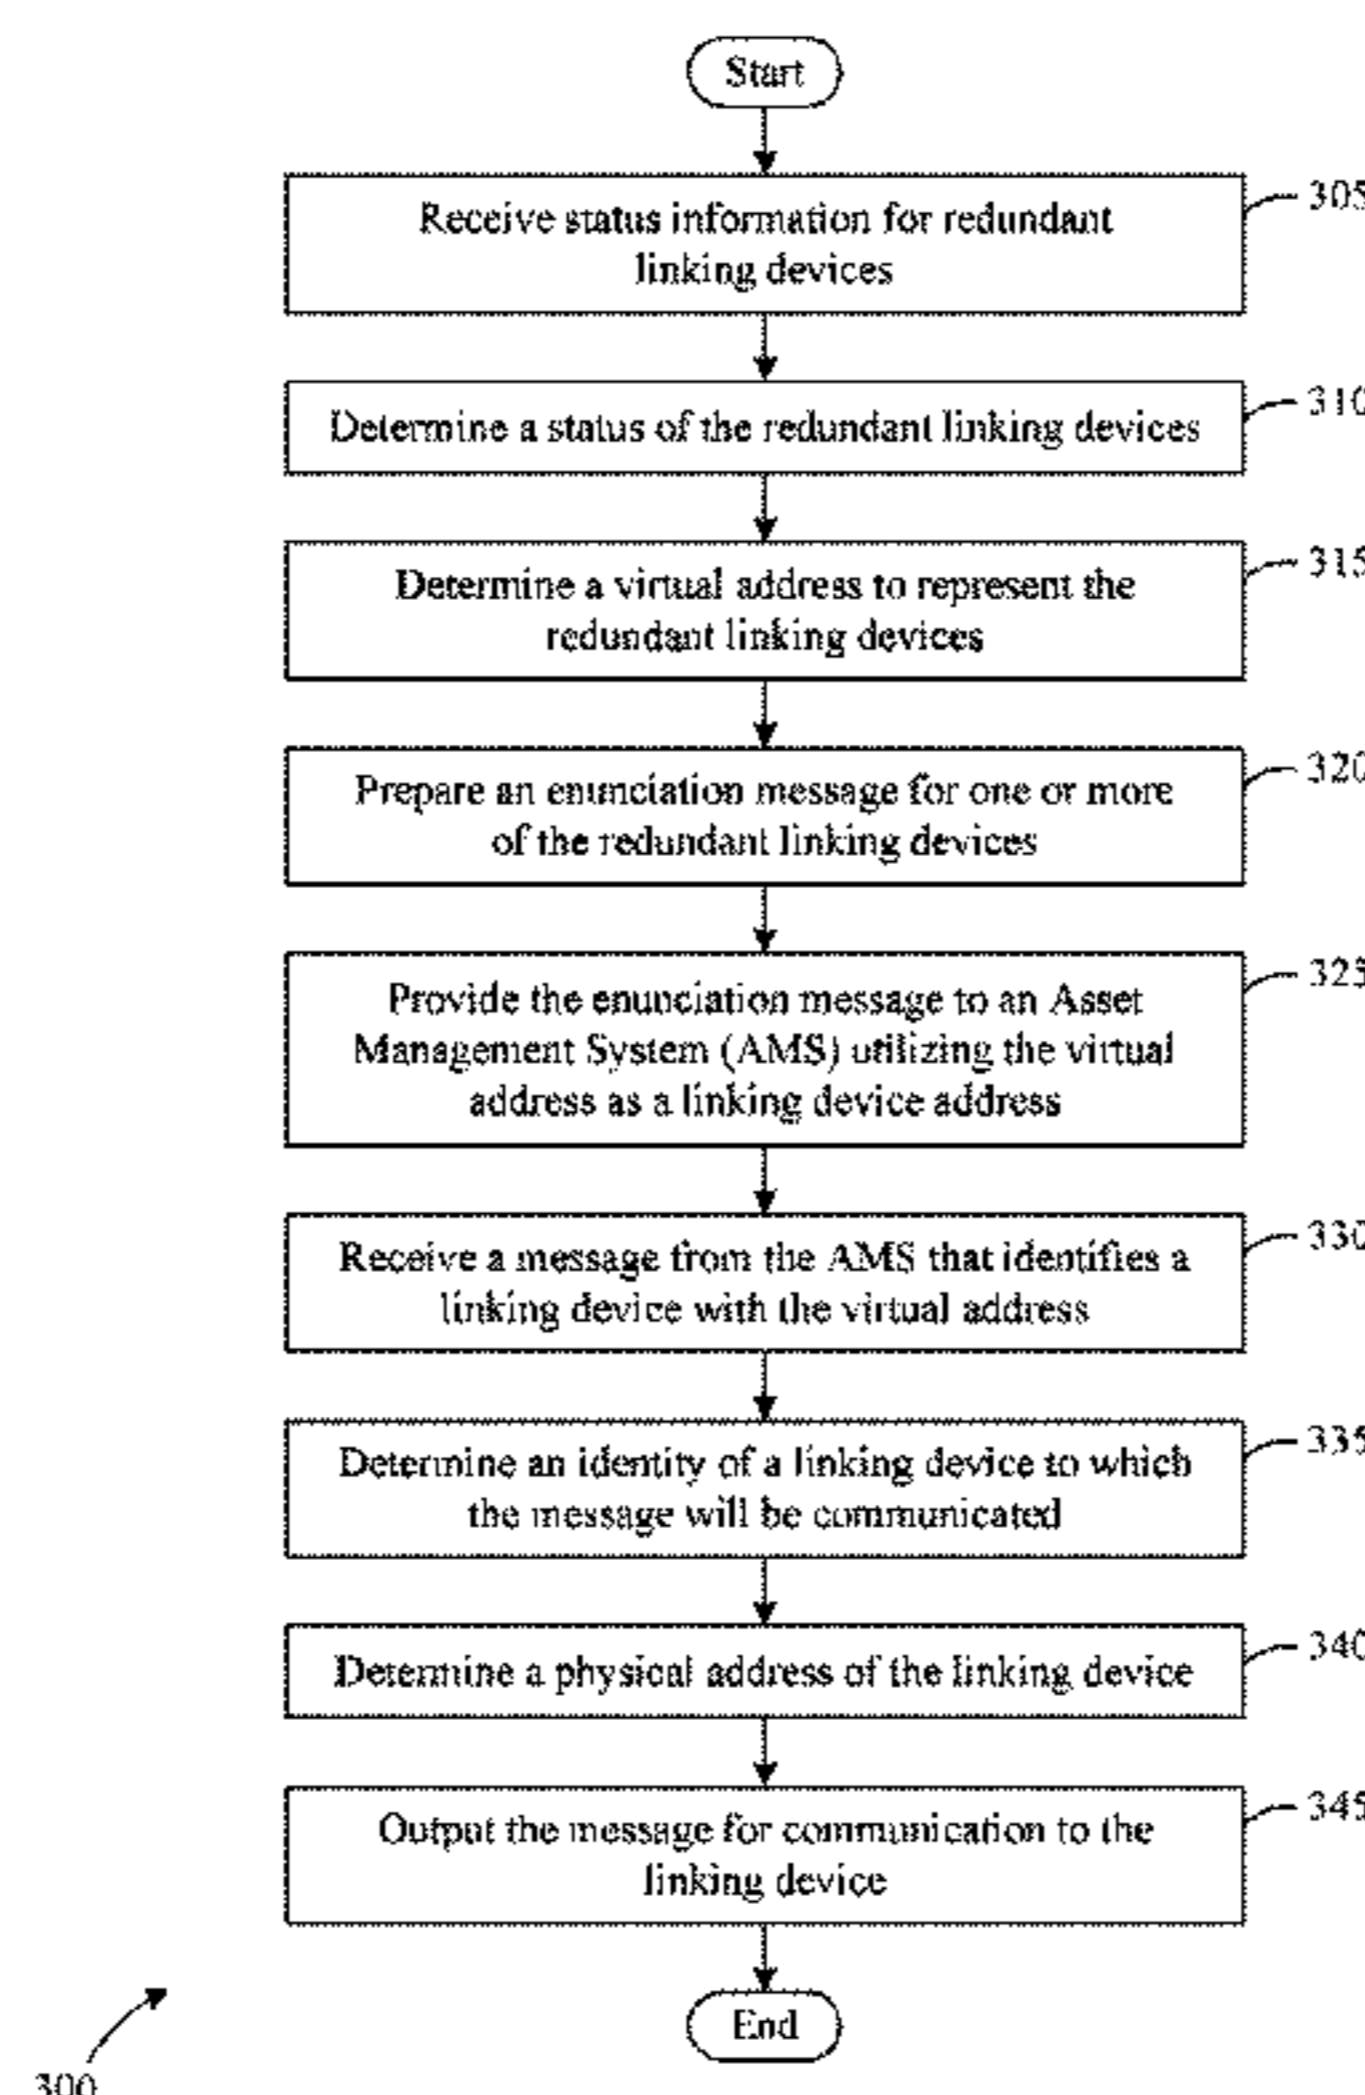 Start
Receive status information for redundant
linking devices
305
Determine a status of the redundant linking devices
310
Determine a virtual address to represent the
redundant linking devices
315
Prepare an enunciation message for one or more
of the redundant linking devices
320
Provide the enunciation message to an Asset
Management System (AMS) utilizing the virtual
address as a linking device address
325
Receive a message from the AMS that identifies a
linking device with the virtual address
330
Determine an identity of a linking device to which
the message will be communicated
335
Determine a physical address of the linking device
340
Output the message for communication to the
linking device
345
End
300